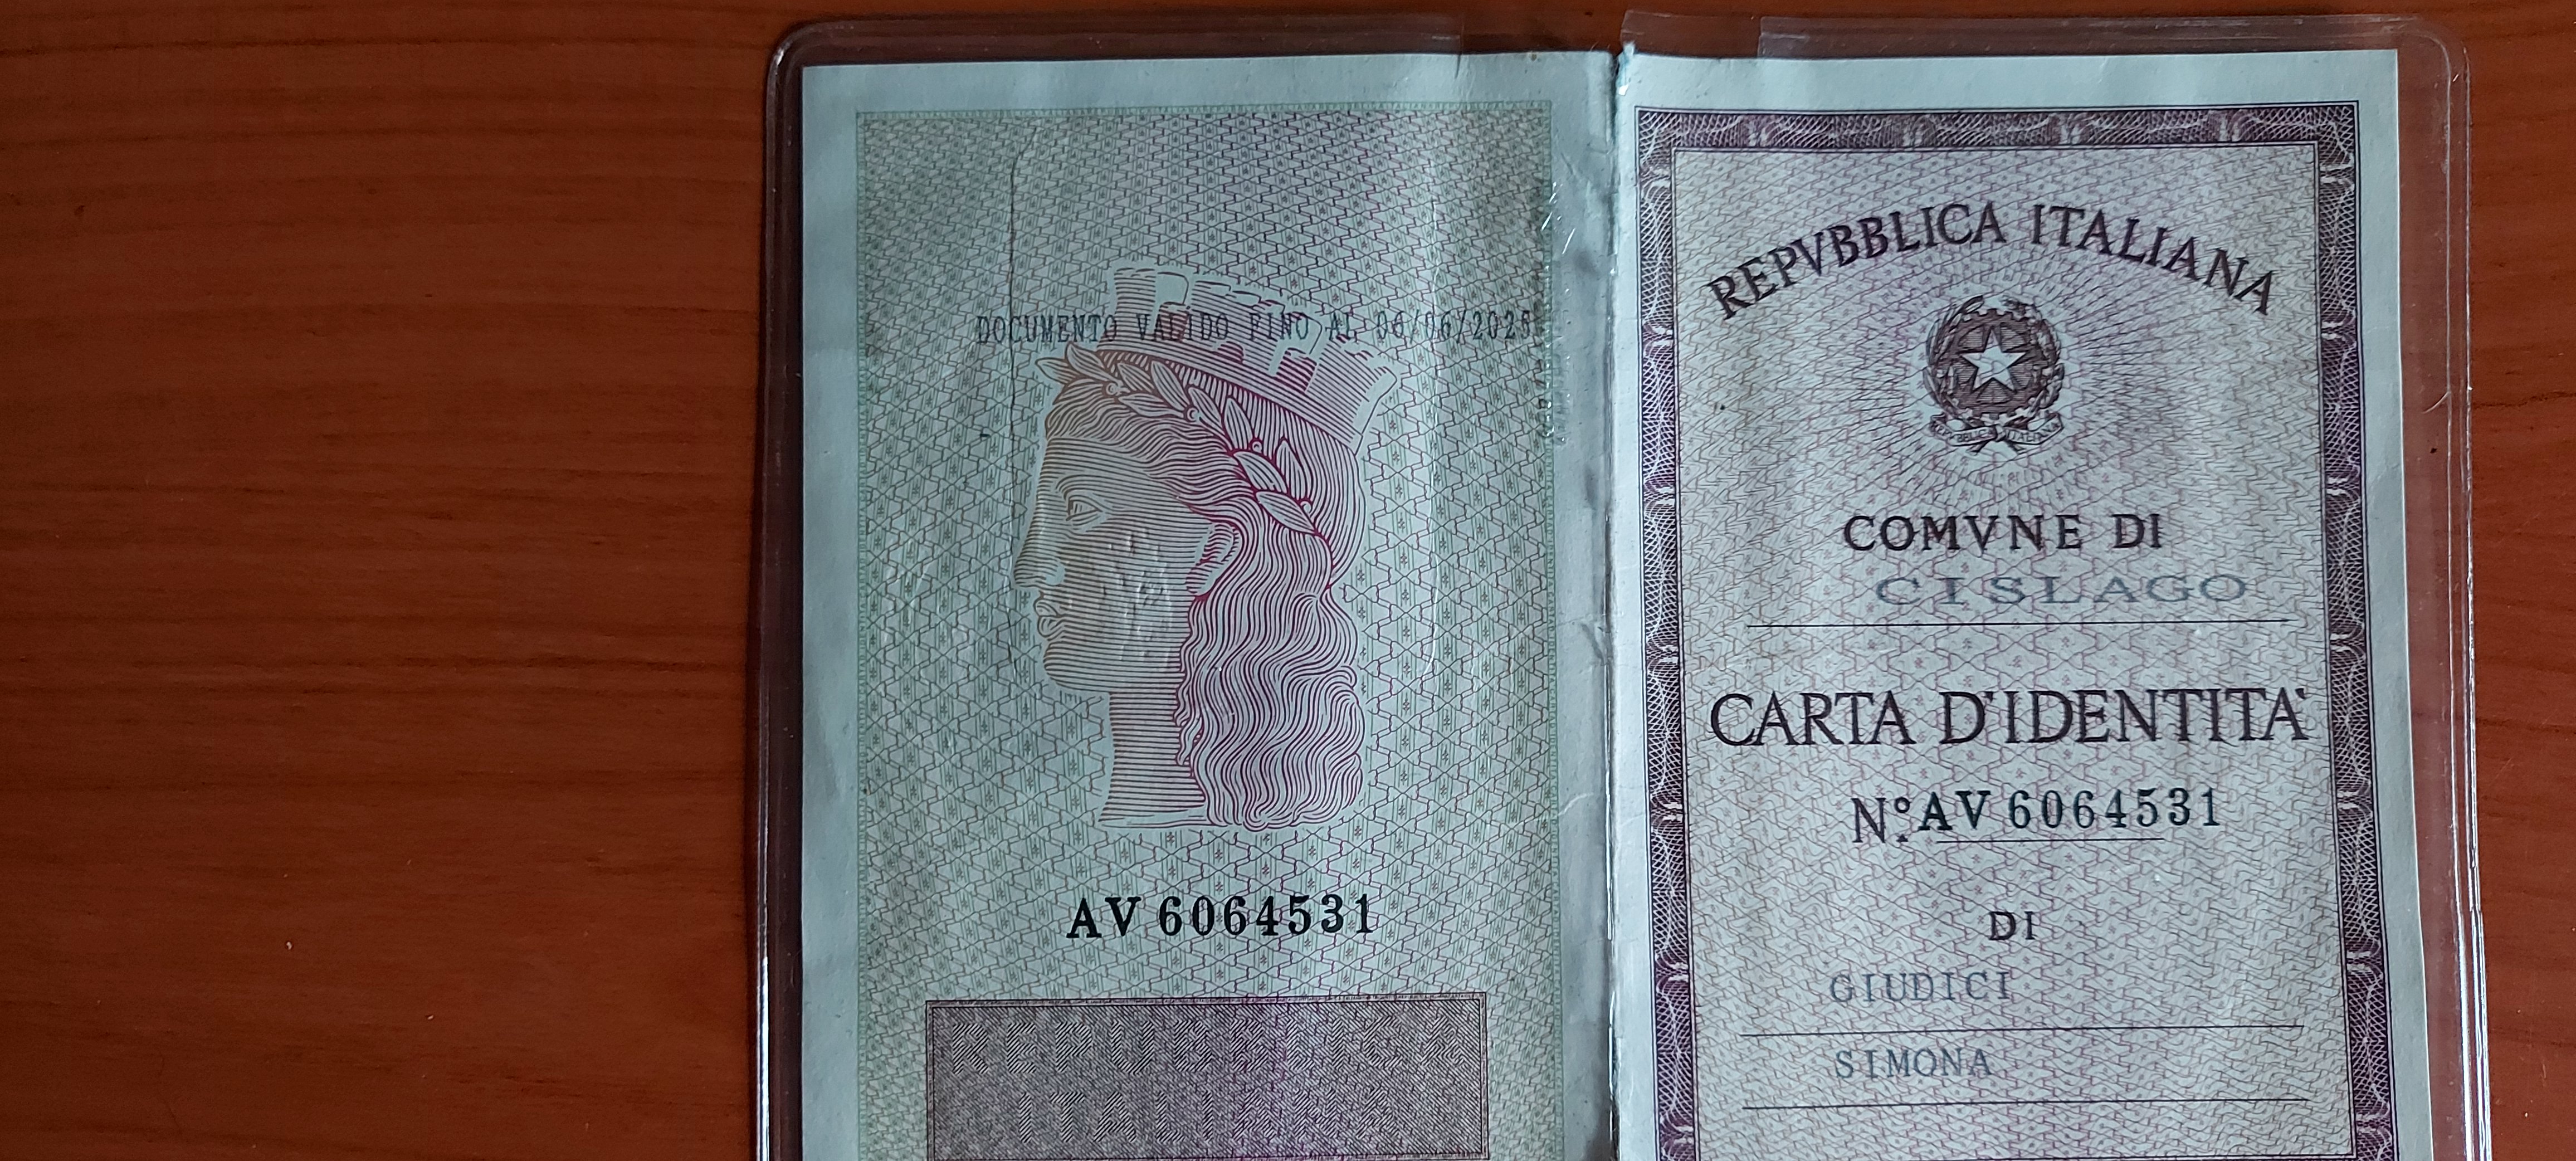 DOCUMENTO VALIDO FINO AL 06/06/2028
AV 6064531
REPVBBLICA ITALIANA
COMVNE DI
CISLAGO
CARTA D'IDENTITA'
N° AV 6064531
DI
GIUDICI
SIMONA